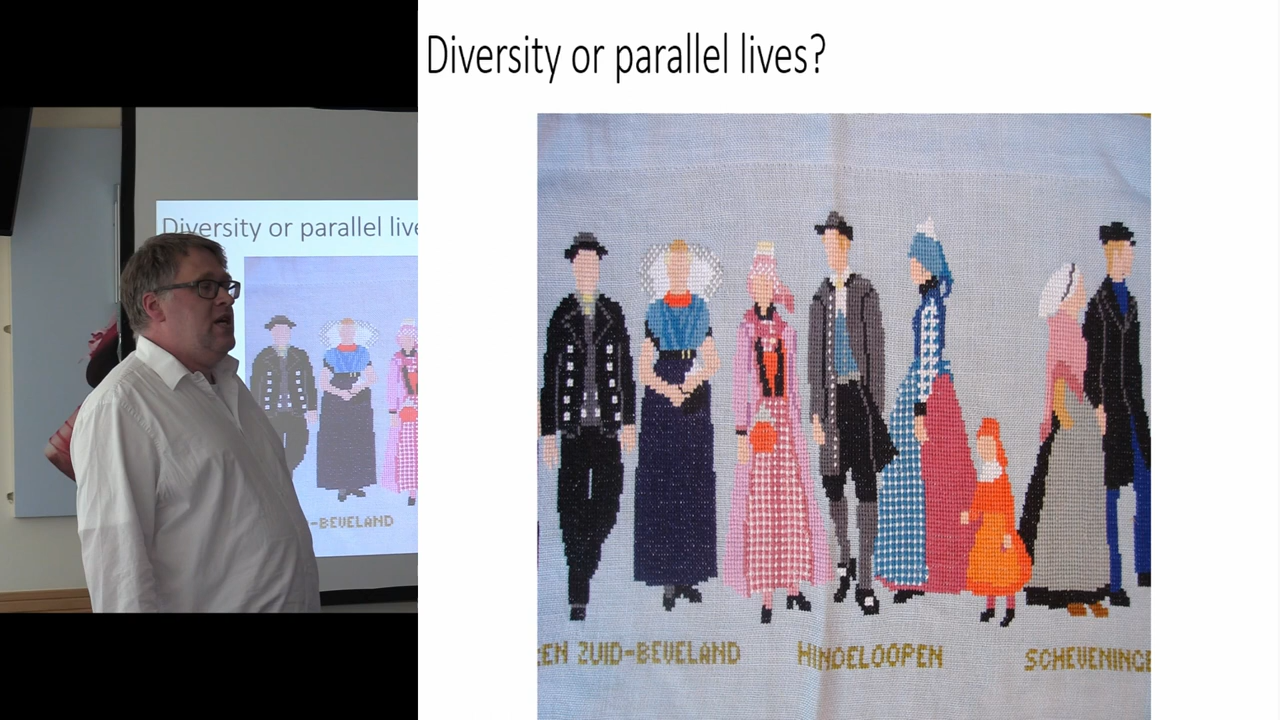 Diversity or parallel lives?
EN ZUID-BEVELAND HINDELOOPEN SCHEVENINGE
Diversity or parallel live
-BEVELAND